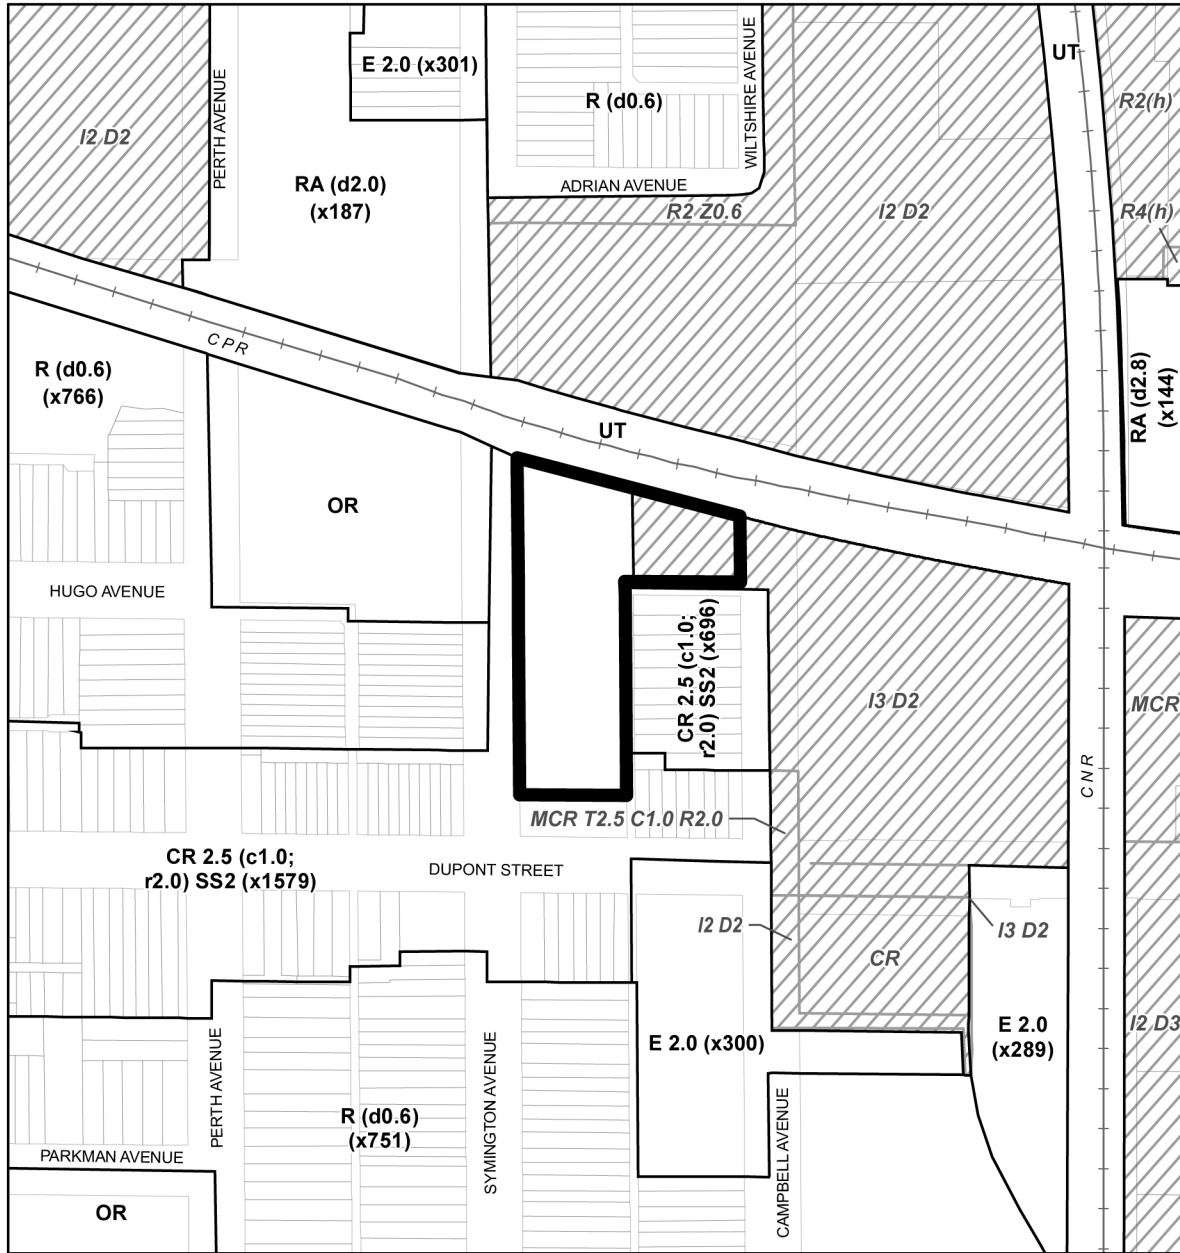 UT
E 2.0 (x301)
R (d0.6)
WILTSHIRE AVENUE
R2(h)
PERTH AVENUE
I2 D2
RA (d2.0)
(x187)
ADRIAN AVENUE
R2 Z0.6
I2 D2
R4(h)
CPR
R (d0.6)
(x766)
RA (d2.8)
(x144)
UT
OR
HUGO AVENUE
CR 2.5 (c1.0;
r2.0) SS2 (x696)
I3 D2
MCR
CNR
MCR T2.5 C1.0 R2.0
CR 2.5 (c1.0;
r2.0) SS2 (x1579)
DUPONT STREET
I2 D2
I3 D2
CR
E 2.0 (x300)
E 2.0
(x289)
I2 D3
PERTH AVENUE
SYMINGTON AVENUE
R (d0.6)
(x751)
CAMPBELL AVENUE
PARKMAN AVENUE
OR